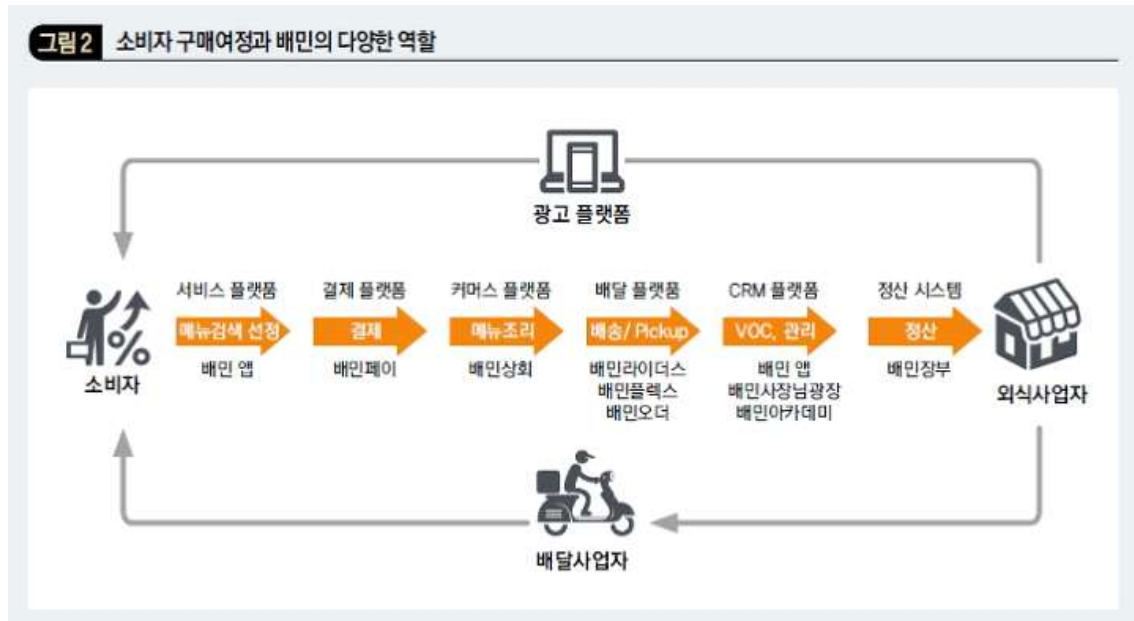 그림 2 소비자 구매여정과 배민의 다양한 역할
광고 플랫폼
서비스 플랫폼 결제 플랫폼 커머스 플랫폼 배달 플랫폼 CRM 플랫폼 정산 시스템
메뉴검색 선정 결제 메뉴조리 배송/ Pickup VOC, 관리 정산
배민 앱 배민페이 배민상회 배민라이더스 배민 앱 배민장부
배민플렉스 배민사장님광장
배민오더 배민아카데미
소비자
외식사업자
배달사업자